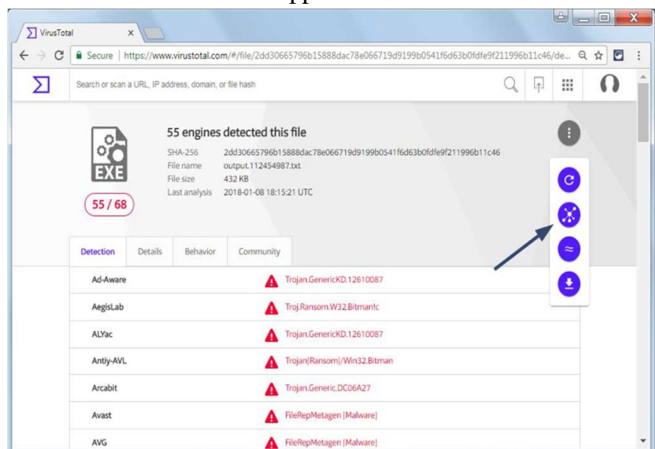 VirusTotal
Secure | https://www.virustotal.com/#/file/2dd30665796b15888dac78e066719d9199b0541f6d63b0fdfe9f211996b11c46/de...
Search or scan a URL, IP address, domain, or file hash
55 engines detected this file
SHA-256 2dd30665796b15888dac78e066719d9199b0541f6d63b0fdfe9f211996b11c46
File name output.112454987.txt
File size 432 KB
Last analysis 2018-01-08 18:15:21 UTC
EXE
55 / 68
Detection Details Behavior Community
Ad-Aware Trojan.GenericKD.12610087
AegisLab Troj.Ransom.W32.Bitman!c
ALYac Trojan.GenericKD.12610087
Antiy-AVL Trojan[Ransom]/Win32.Bitman
Arcabit Trojan.Generic.DC06A27
Avast FileRepMetagen [Malware]
AVG FileRepMetagen [Malware]